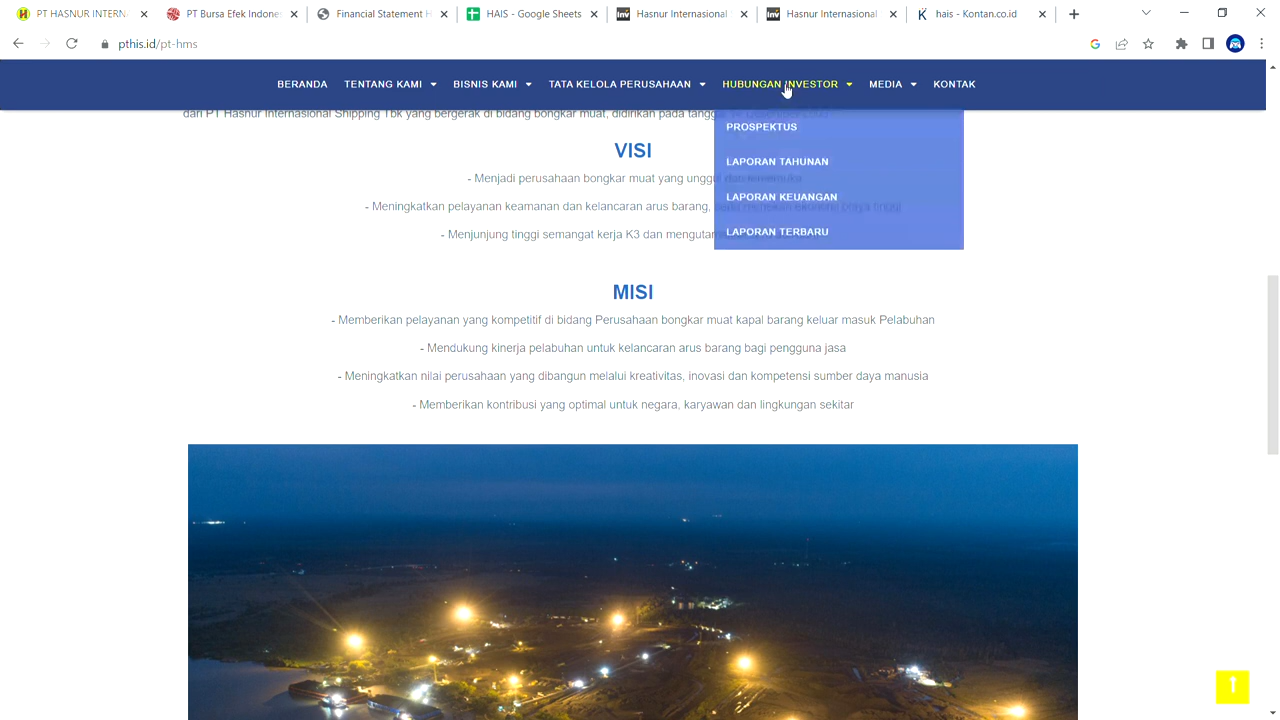 PT HASNUR INTERN
PT Bursa Efek Indones
Financial Statement H
HAIS - Google Sheets
Hasnur Internasional
Hasnur Internasional
hais - Kontan.co.id
pthis.id/pt-hms
BERANDA
TENTANG KAMI
BISNIS KAMI
TATA KELOLA PERUSAHAAN
HUBUNGAN INVESTOR
MEDIA
KONTAK
dari PT Hasnur Internasional Shipping Tbk yang bergerak di bidang bongkar muat, didirikan pada tanggal
PROSPEKTUS
LAPORAN TAHUNAN
LAPORAN KEUANGAN
LAPORAN TERBARU
VISI
- Menjadi perusahaan bongkar muat yang unggul dan terkemuka
- Meningkatkan pelayanan keamanan dan kelancaran arus barang, biaya tinggi
- Menjunjung tinggi semangat kerja K3 dan
MISI
- Memberikan pelayanan yang kompetitif di bidang Perusahaan bongkar muat kapal barang keluar masuk Pelabuhan
- Mendukung kinerja pelabuhan untuk kelancaran arus barang bagi pengguna jasa
- Meningkatkan nilai perusahaan yang dibangun melalui kreativitas, inovasi dan kompetensi sumber daya manusia
- Memberikan kontribusi yang optimal untuk negara, karyawan dan lingkungan sekitar